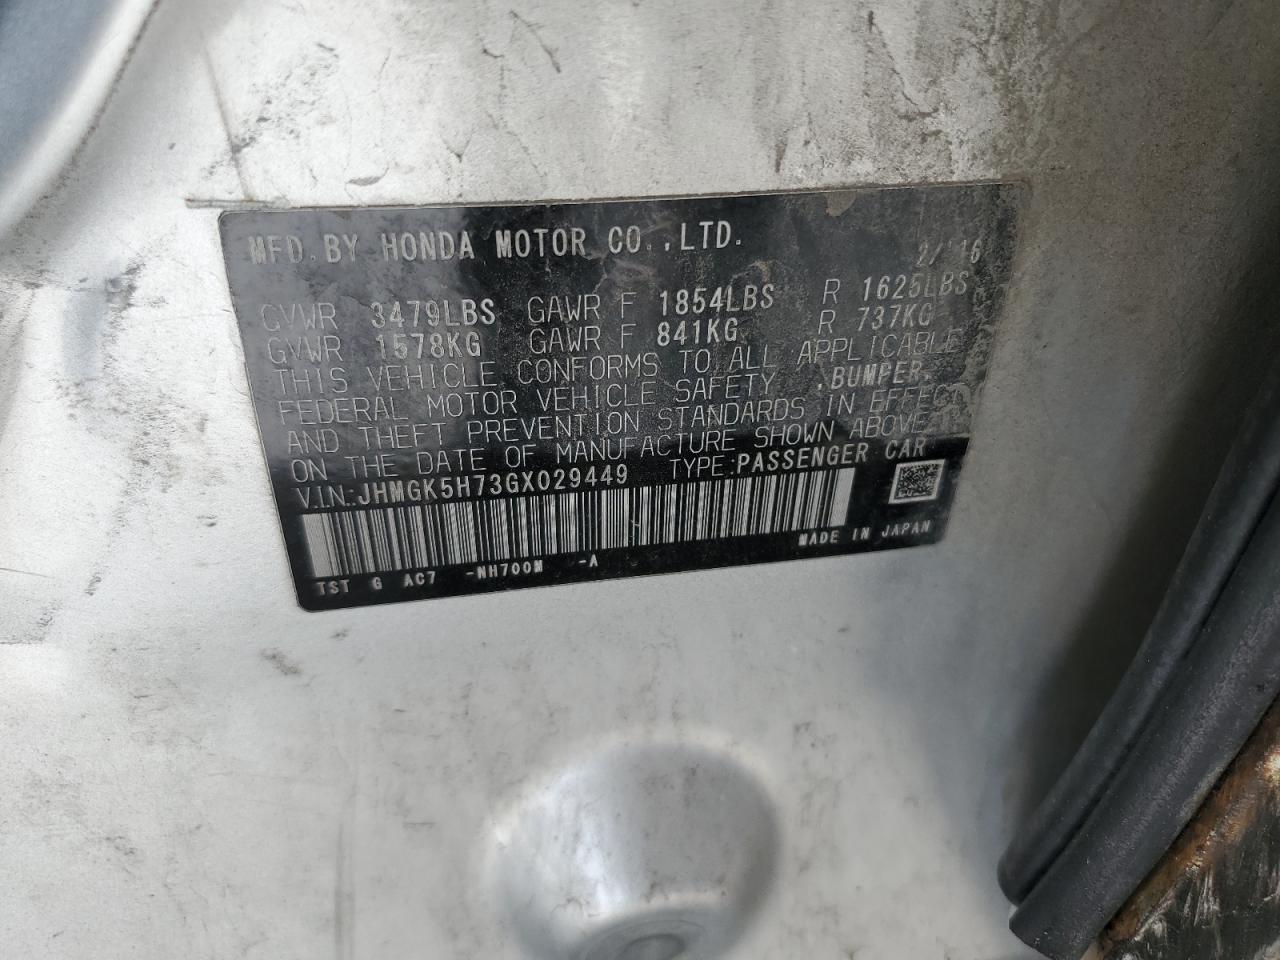 MFD. BY HONDA MOTOR CO.,LTD. 2/'16
GVWR 3479LBS GAWR F 1854LBS R 1625LBS
GVWR 1578KG GAWR F 841KG R 737KG
THIS VEHICLE CONFORMS TO ALL APPLICABLE
FEDERAL MOTOR VEHICLE SAFETY ,BUMPER,
AND THEFT PREVENTION STANDARDS IN EFFECT
ON THE DATE OF MANUFACTURE SHOWN ABOVE.
V.I.N.:JHMGK5H73GX029449 TYPE:PASSENGER CAR
MADE IN JAPAN
TST G AC7 -NH700M -A